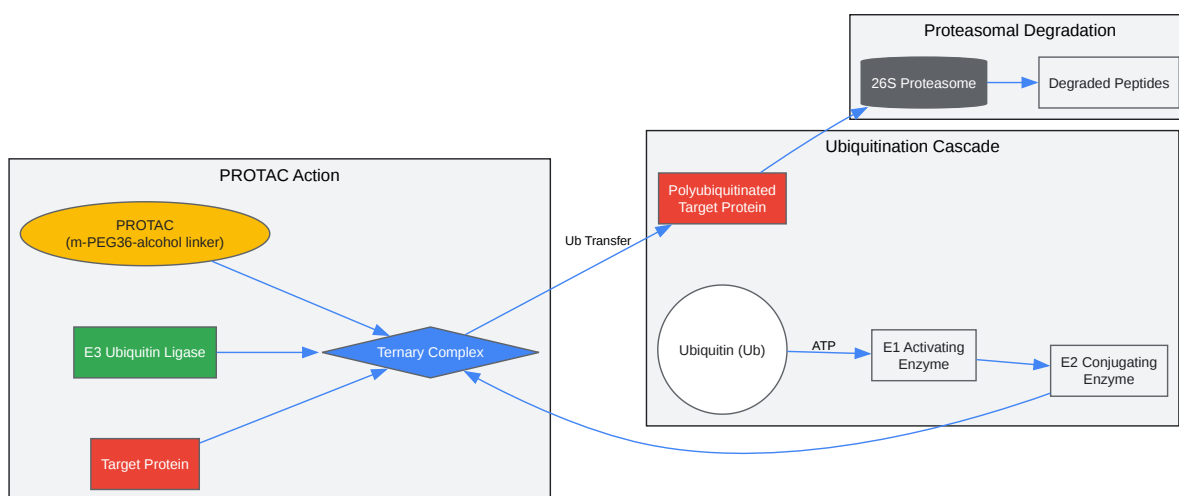 Proteasomal Degradation
26S Proteasome
Degraded Peptides
Ubiquitination Cascade
Polyubiquitinated
Target Protein
Ubiquitin (Ub)
ATP
E1 Activating
Enzyme
E2 Conjugating
Enzyme
PROTAC Action
PROTAC
(m-PEG36-alcohol linker)
E3 Ubiquitin Ligase
Target Protein
Ternary Complex
Ub Transfer